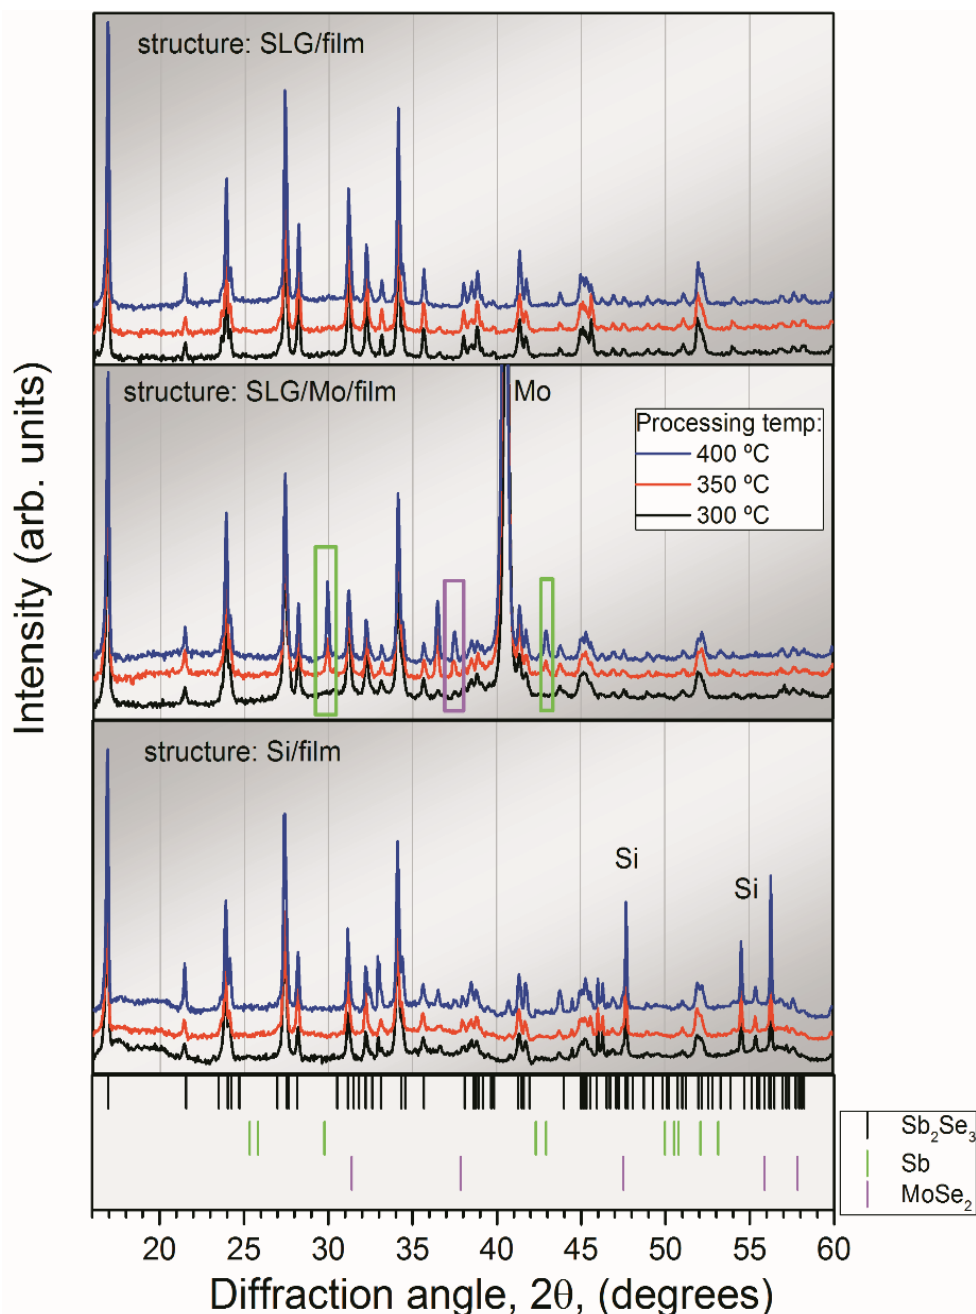 structure: SLG/film
structure: SLG/Mo/film
Mo
Processing temp:
400 ºC
350 ºC
300 ºC
structure: Si/film
Si
Si
Intensity (arb. units)
Sb₂Se₃
Sb
MoSe₂
20 25 30 35 40 45 50 55 60
Diffraction angle, 2θ, (degrees)